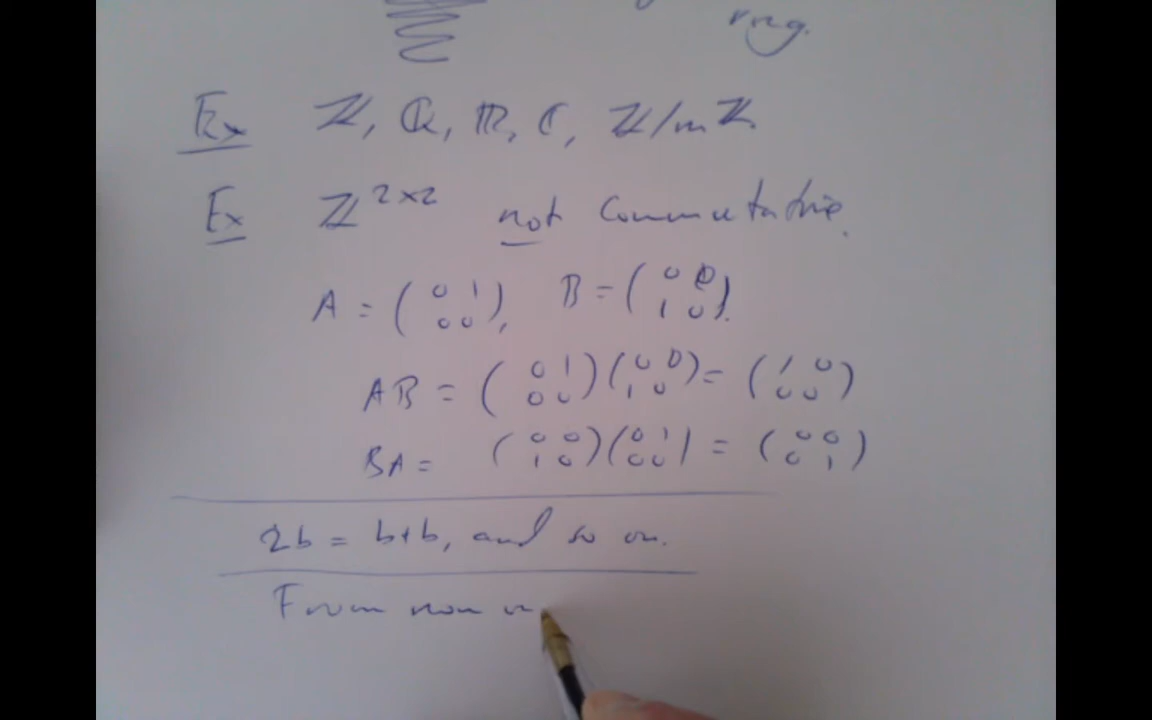 ring.
Ex ℤ, ℚ, ℝ, ℂ, ℤ/mℤ.
Ex ℤ^{2×2} not commutative.
A = (0 1; 0 0), B = (0 0; 1 0).
AB = (0 1; 0 0)(0 0; 1 0) = (1 0; 0 0)
BA = (0 0; 1 0)(0 1; 0 0) = (0 0; 0 1)
2b = b+b, and so on.
From now on